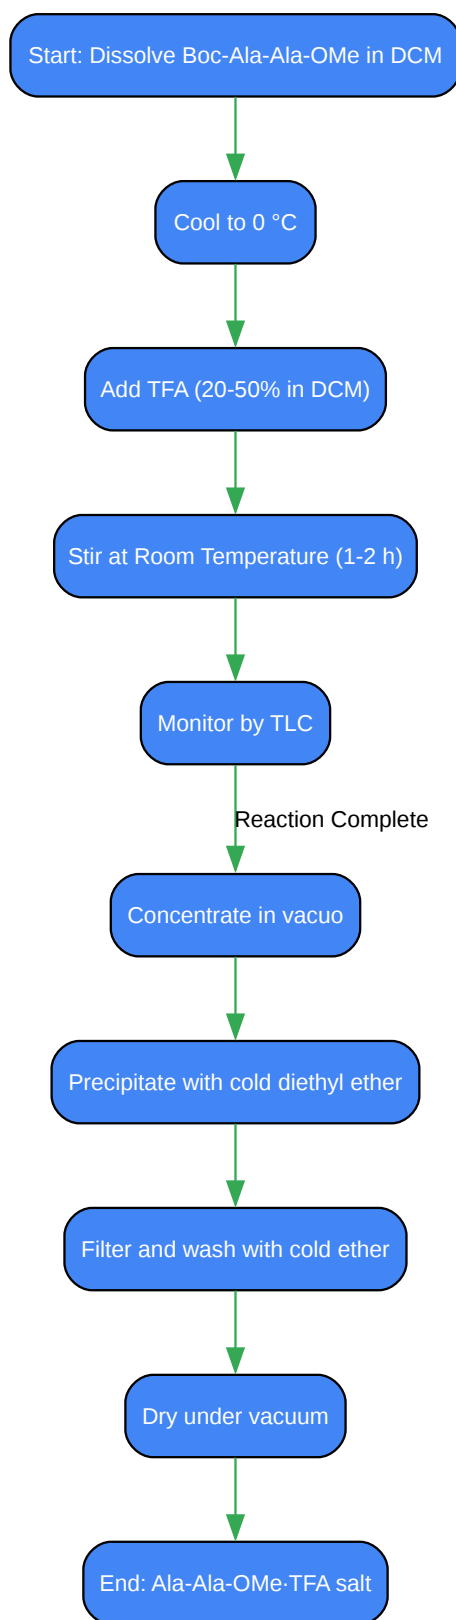 Start: Dissolve Boc-Ala-Ala-OMe in DCM
Cool to 0 °C
Add TFA (20-50% in DCM)
Stir at Room Temperature (1-2 h)
Monitor by TLC
Reaction Complete
Concentrate in vacuo
Precipitate with cold diethyl ether
Filter and wash with cold ether
Dry under vacuum
End: Ala-Ala-OMe·TFA salt